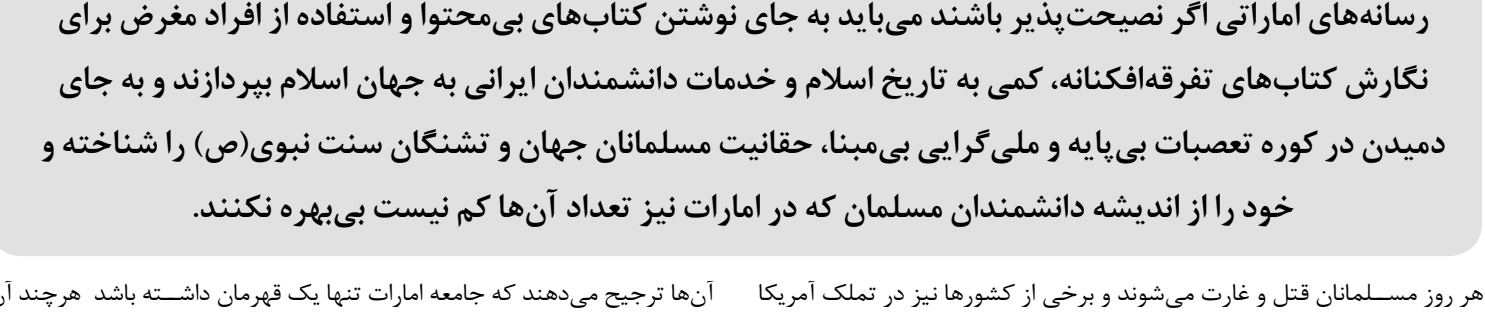 رسانه‌های اماراتی اگر نصیحت‌پذیر باشند می‌باید به جای نوشتن کتاب‌های بی‌محتوا و استفاده از افراد مغرض برای
نگارش کتاب‌های تفرقه‌افکنانه، کمی به تاریخ اسلام و خدمات دانشمندان ایرانی به جهان اسلام بپردازند و به جای
دمیدن در کوره تعصبات بی‌پایه و ملی‌گرایی بی‌مبنا، حقانیت مسلمانان جهان و تشنگان سنت نبوی(ص) را شناخته و
خود را از اندیشه دانشمندان مسلمان که در امارات نیز تعداد آن‌ها کم نیست بی‌بهره نکنند.
هر روز مســلمانان قتل و غارت می‌شوند و برخی از کشورها نیز در تملک آمریکا
آن‌ها ترجیح می‌دهند که جامعه امارات تنها یک قهرمان داشــته باشد هرچند